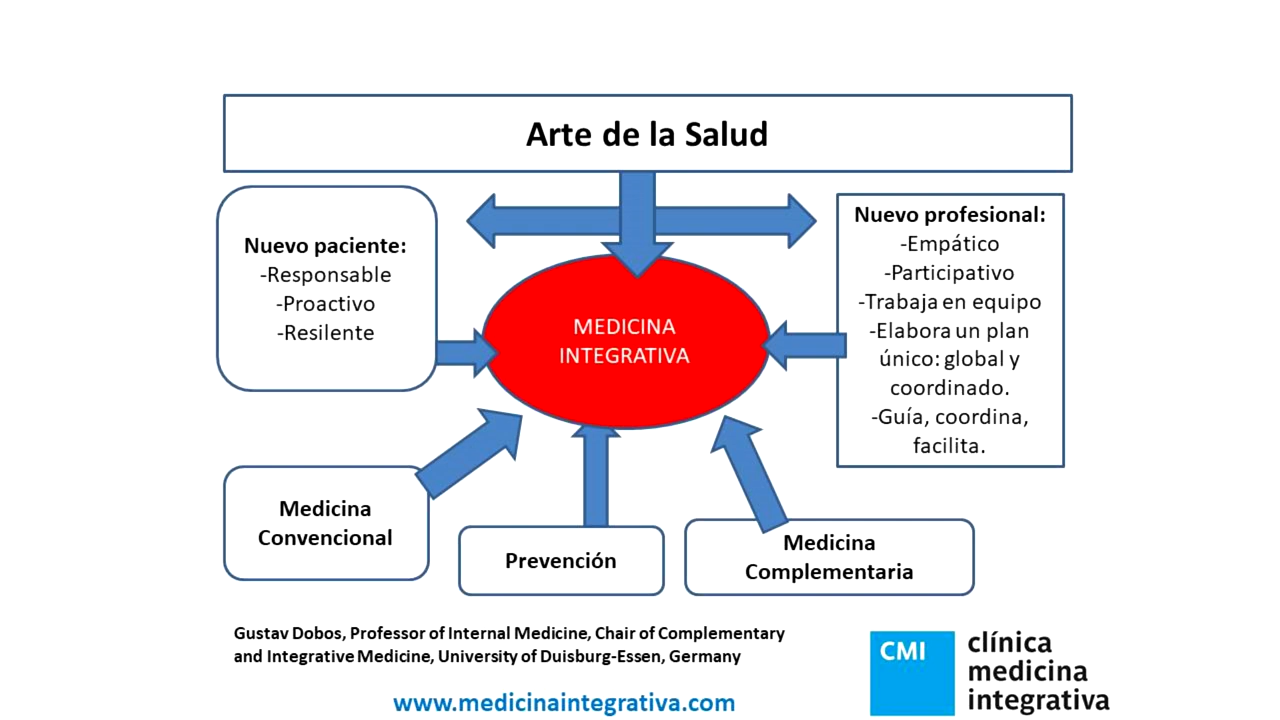 Arte de la Salud
Nuevo paciente:
-Responsable
-Proactivo
-Resilente
Nuevo profesional:
-Empático
-Participativo
-Trabaja en equipo
-Elabora un plan
único: global y
coordinado.
-Guía, coordina,
facilita.
MEDICINA
INTEGRATIVA
Medicina
Convencional
Prevención
Medicina
Complementaria
Gustav Dobos, Professor of Internal Medicine, Chair of Complementary
and Integrative Medicine, University of Duisburg-Essen, Germany
www.medicinaintegrativa.com
CMI
clínica
medicina
integrativa